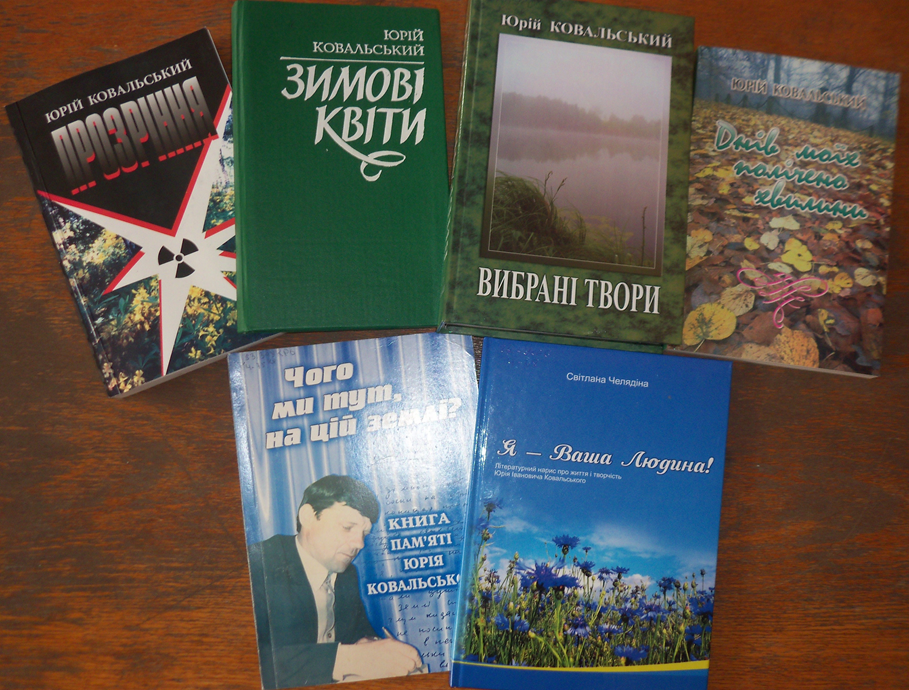 ЮРІЙ КОВАЛЬСЬКИЙ
ПРОЗРІННЯ
ЮРІЙ
КОВАЛЬСЬКИЙ
ЗИМОВІ
КВІТИ
Юрій КОВАЛЬСЬКИЙ
ВИБРАНІ ТВОРИ
ЮРІЙ КОВАЛЬСЬКИЙ
Днів моїх
полічено
хвилини
Чого
ми тут,
на цій землі?
КНИГА
ПАМ'ЯТІ
ЮРІЯ
КОВАЛЬСЬКО
Світлана Челядіна
Я – Ваша Людина!
Літературний нарис про життя і творчість
Юрія Івановича Ковальського